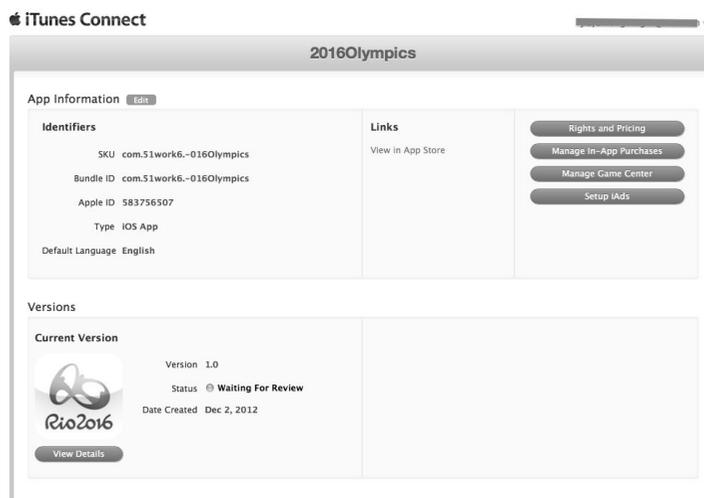 iTunes Connect
2016Olympics
App Information Edit
Identifiers
SKU com.51work6.-016Olympics
Bundle ID com.51work6.-016Olympics
Apple ID 583756507
Type iOS App
Default Language English
Links
View in App Store
Rights and Pricing
Manage In-App Purchases
Manage Game Center
Setup iAds
Versions
Current Version
Rio2016
Version 1.0
Status Waiting For Review
Date Created Dec 2, 2012
View Details